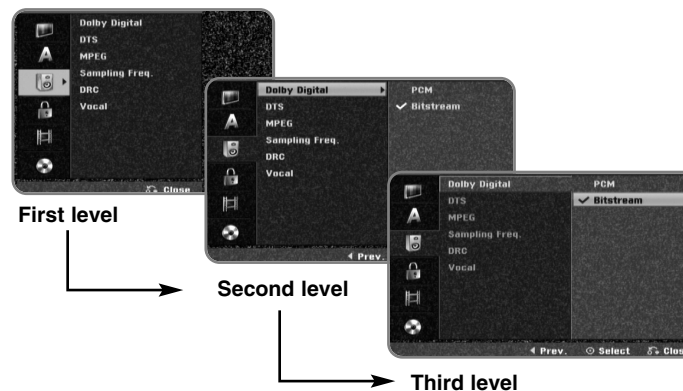 Dolby Digital
DTS
MPEG
Sampling Freq.
DRC
Vocal
Close
First level
Dolby Digital
DTS
MPEG
Sampling Freq.
DRC
Vocal
PCM
✓ Bitstream
Prev.
Second level
Dolby Digital
DTS
MPEG
Sampling Freq.
DRC
Vocal
PCM
✓ Bitstream
Prev. Select Clos
Third level